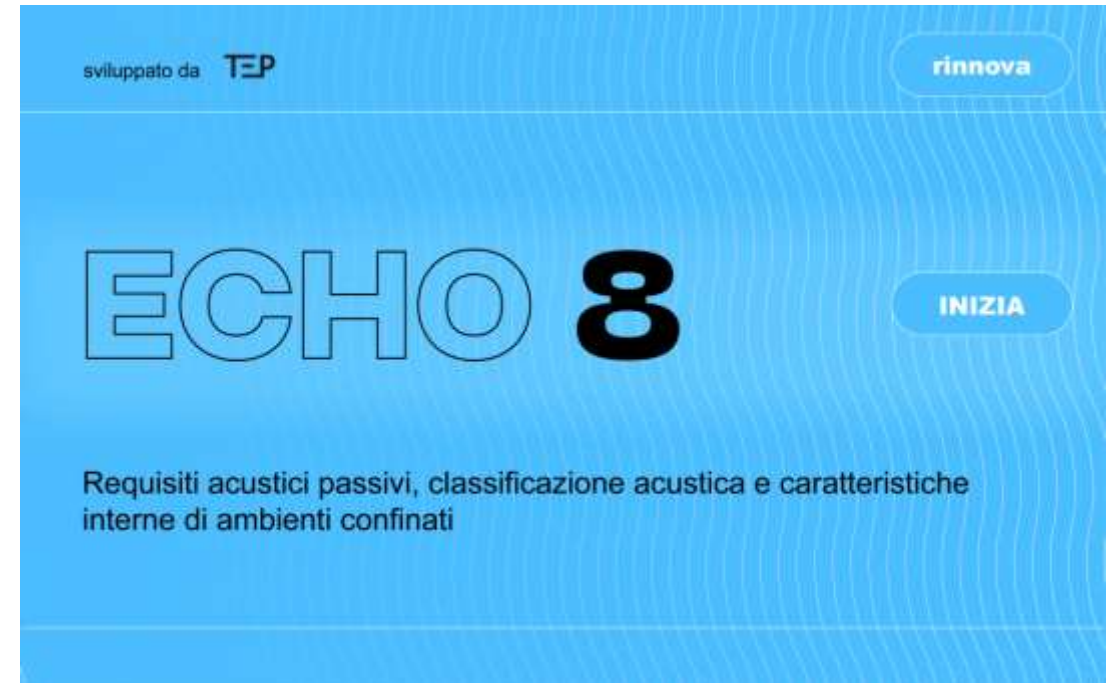 sviluppato da TEP
rinnova
ECHO 8
INIZIA
Requisiti acustici passivi, classificazione acustica e caratteristiche
interne di ambienti confinati